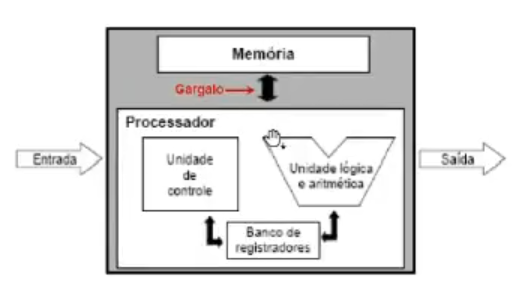 Memória
Gargalo
Processador
Entrada
Unidade
de
controle
Unidade lógica
e aritmética
Saída
Banco de
registradores